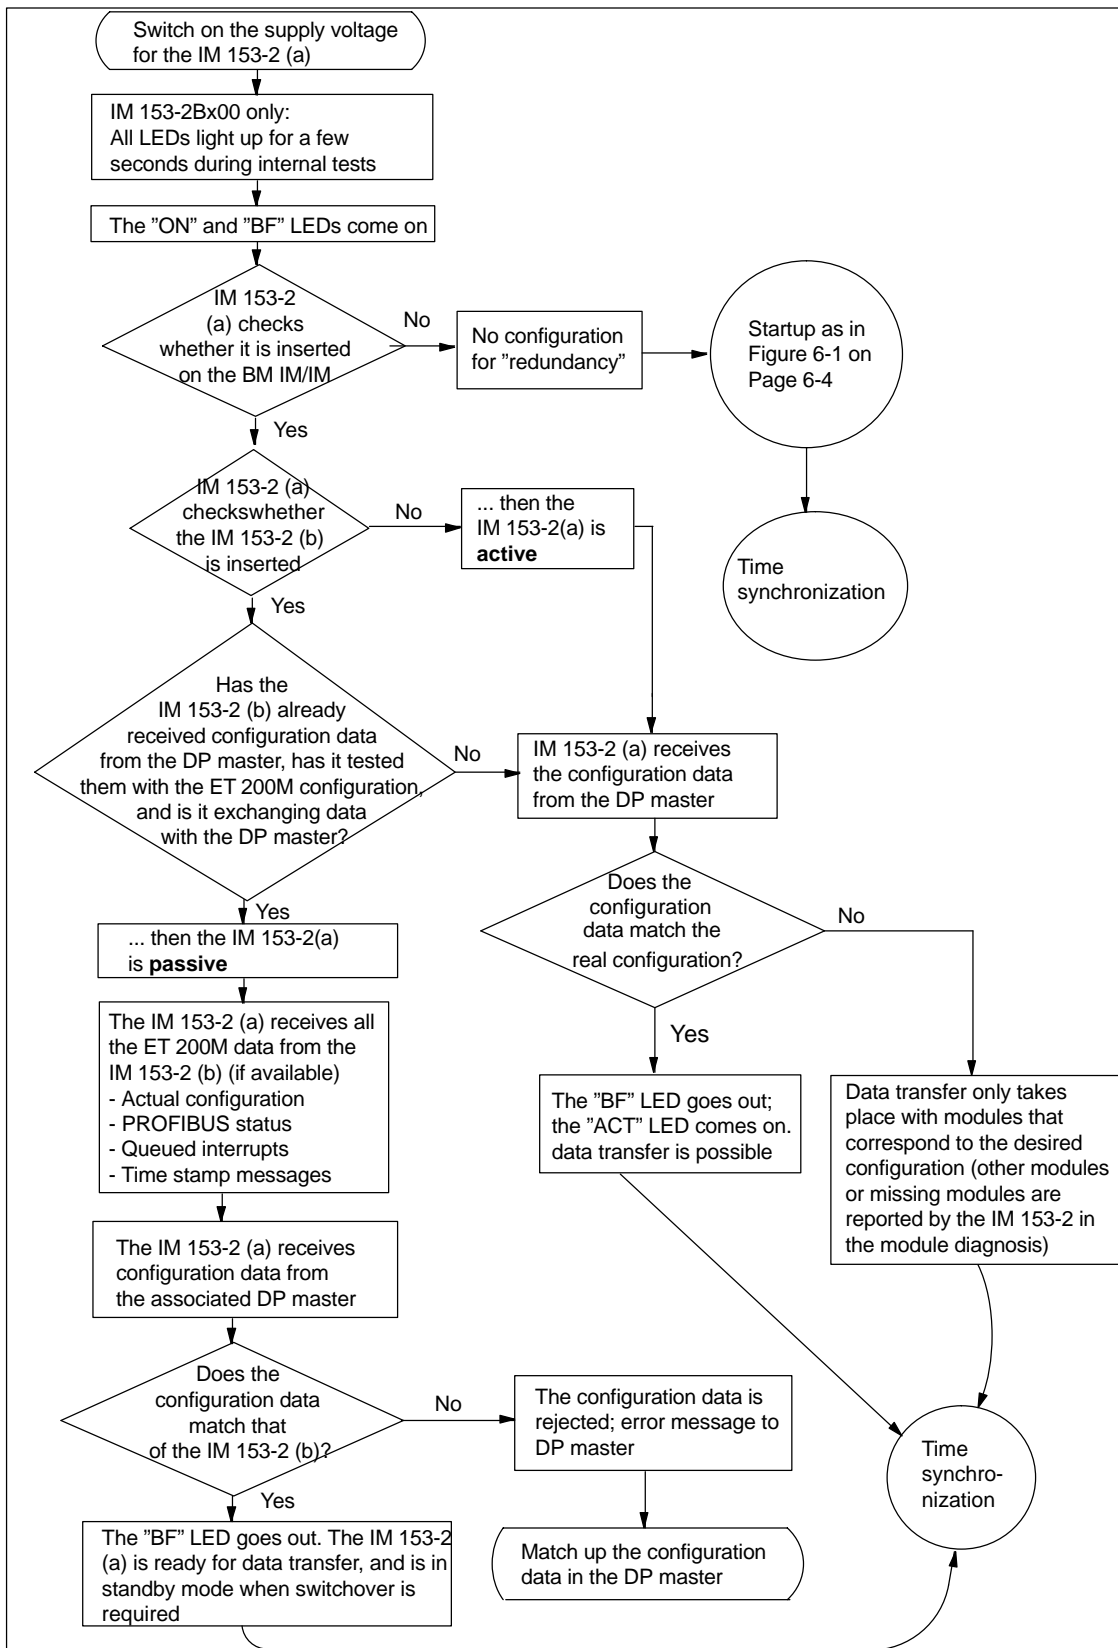 Switch on the supply voltage
for the IM 153-2 (a)
IM 153-2Bx00 only:
All LEDs light up for a few
seconds during internal tests
The ”ON” and ”BF” LEDs come on
IM 153-2
(a) checks
whether it is inserted
on the BM IM/IM
No
No configuration
for ”redundancy”
Startup as in
Figure 6-1 on
Page 6-4
Yes
IM 153-2 (a)
checkswhether
the IM 153-2 (b)
is inserted
No
... then the
IM 153-2(a) is
active
Time
synchronization
Yes
Has the
IM 153-2 (b) already
received configuration data
from the DP master, has it tested
them with the ET 200M configuration,
and is it exchanging data
with the DP master?
No
IM 153-2 (a) receives
the configuration data
from the DP master
Yes
... then the IM 153-2(a)
is passive
Does the
configuration
data match the
real configuration?
No
Yes
The IM 153-2 (a) receives all
the ET 200M data from the
IM 153-2 (b) (if available)
- Actual configuration
- PROFIBUS status
- Queued interrupts
- Time stamp messages
The ”BF” LED goes out;
the ”ACT” LED comes on.
data transfer is possible
Data transfer only takes
place with modules that
correspond to the desired
configuration (other modules
or missing modules are
reported by the IM 153-2 in
the module diagnosis)
The IM 153-2 (a) receives
configuration data from
the associated DP master
Does the
configuration data
match that
of the IM 153-2 (b)?
No
The configuration data is
rejected; error message to
DP master
Time
synchro-
nization
Yes
The ”BF” LED goes out. The IM 153-2
(a) is ready for data transfer, and is in
standby mode when switchover is
required
Match up the configuration
data in the DP master